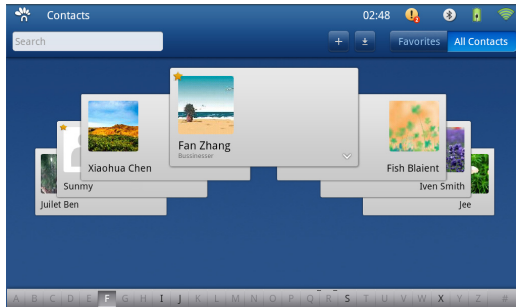 Contacts
02:48
Search
+
Favorites
All Contacts
Fan Zhang
Bussinesser
Xiaohua Chen
Fish Blaient
Sunmy
Iven Smith
Juilet Ben
Jee
A B C D E F G H I J K L M N O P Q R S T U V W X Y Z #